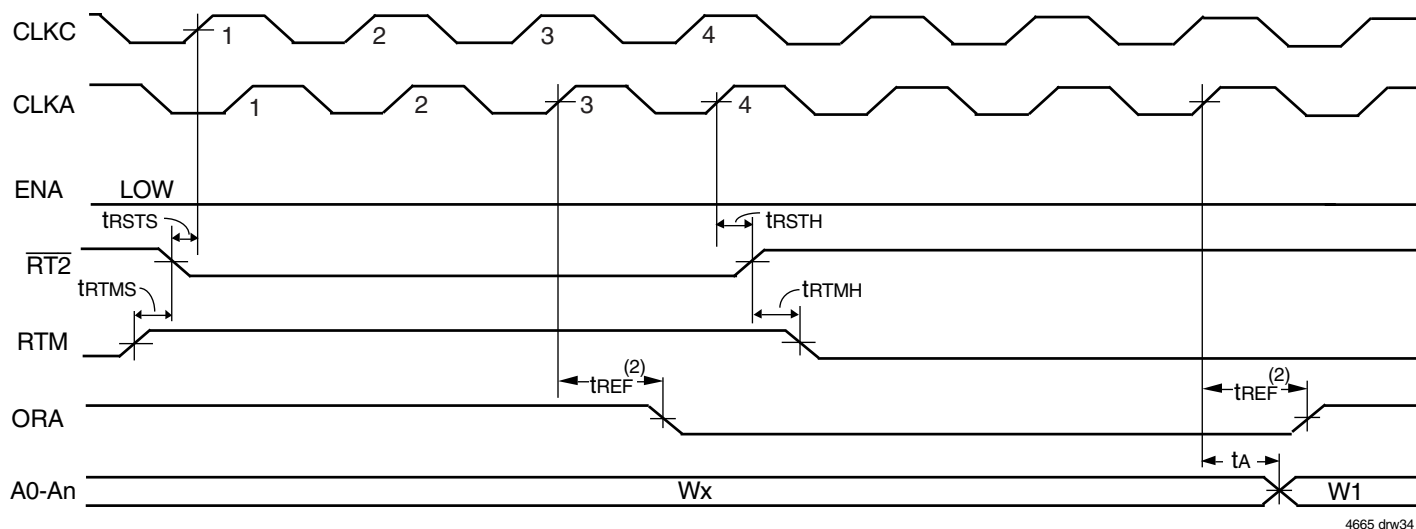 CLKC 1 2 3 4
CLKA 1 2 3 4
ENA LOW
tRSTS tRSTH
RT2
tRTMS tRTMH
RTM
tREF(2) tREF(2)
ORA
tA
A0-An Wx W1
4665 drw34